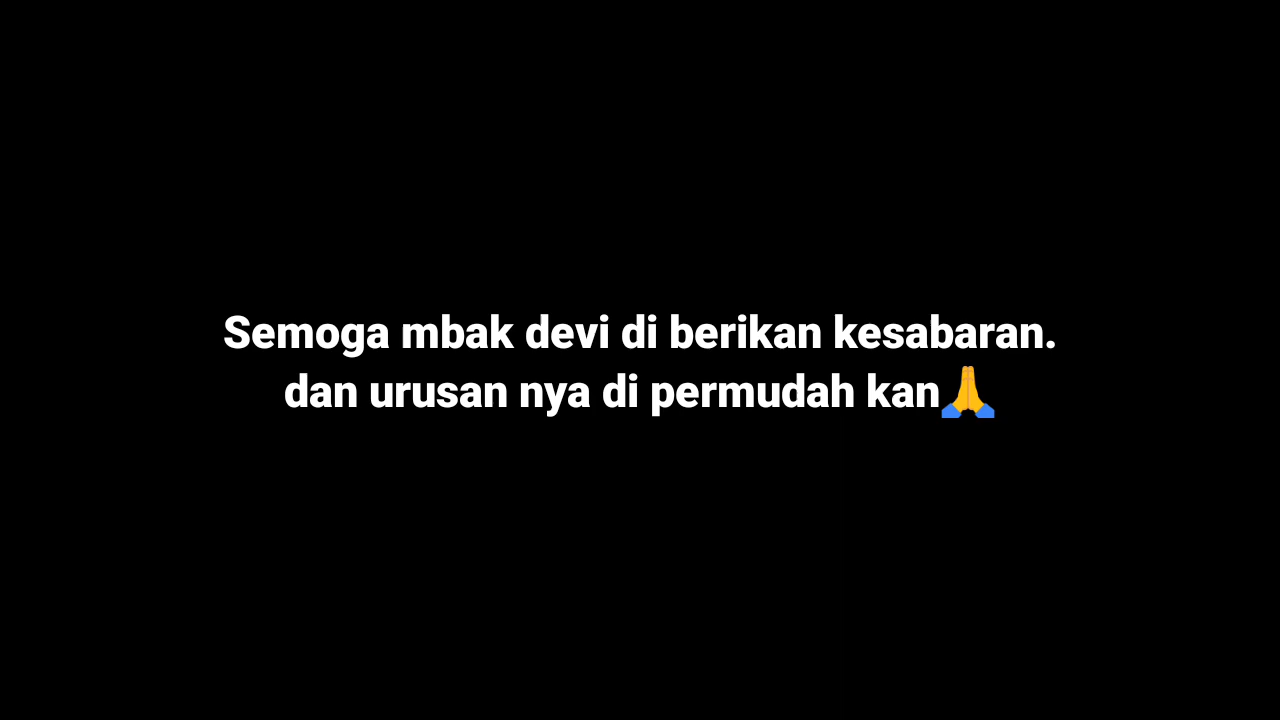 Semoga mbak devi di berikan kesabaran.
dan urusan nya di permudah kan🙏